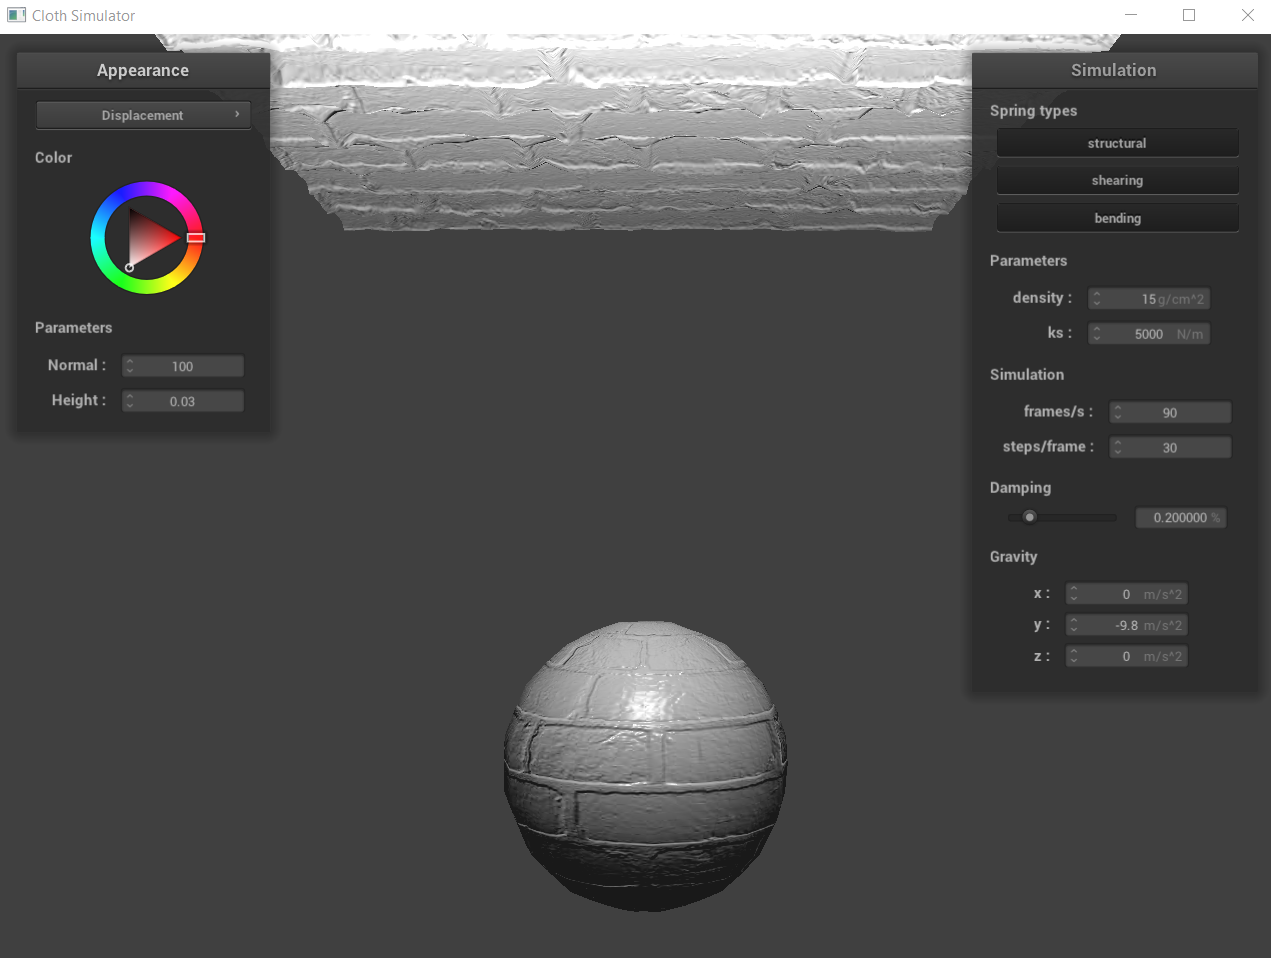 Cloth Simulator
Appearance
Displacement
Color
Parameters
Normal : 100
Height : 0.03
Simulation
Spring types
structural
shearing
bending
Parameters
density : 15 g/cm^2
ks : 5000 N/m
Simulation
frames/s : 90
steps/frame : 30
Damping
0.200000 %
Gravity
x : 0 m/s^2
y : -9.8 m/s^2
z : 0 m/s^2